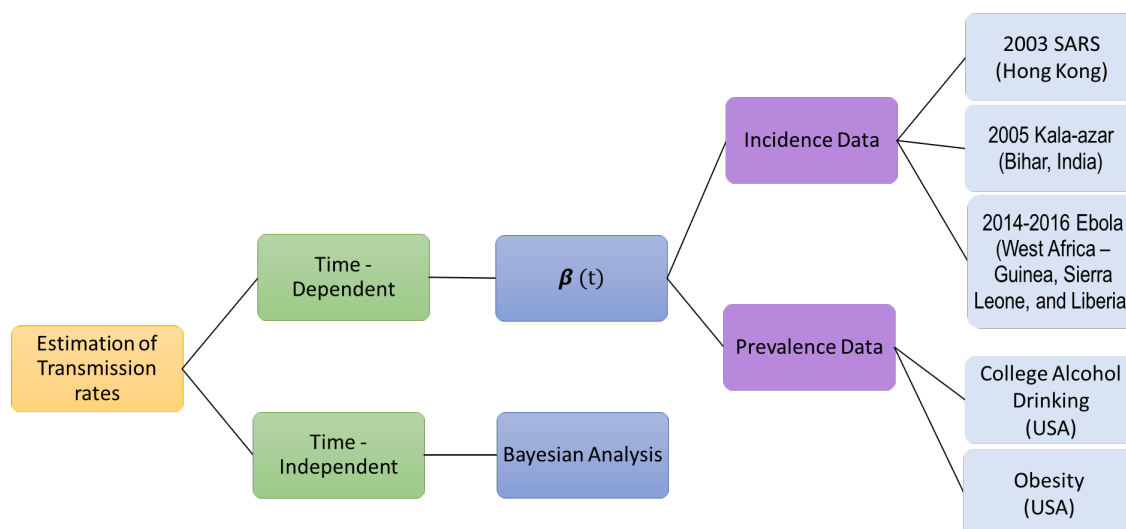 Estimation of
Transmission
rates
Time -
Dependent
Time -
Independent
𝜷 (t)
Bayesian Analysis
Incidence Data
Prevalence Data
2003 SARS
(Hong Kong)
2005 Kala-azar
(Bihar, India)
2014-2016 Ebola
(West Africa –
Guinea, Sierra
Leone, and Liberia
College Alcohol
Drinking
(USA)
Obesity
(USA)